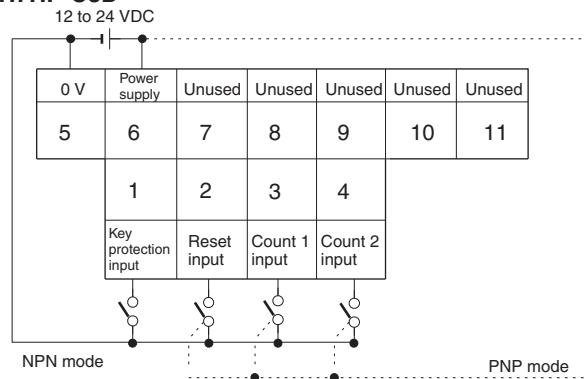 12 to 24 VDC
0 V
Power
supply
Unused
Unused
Unused
Unused
Unused
5
6
7
8
9
10
11
1
2
3
4
Key
protection
input
Reset
input
Count 1
input
Count 2
input
NPN mode
PNP mode